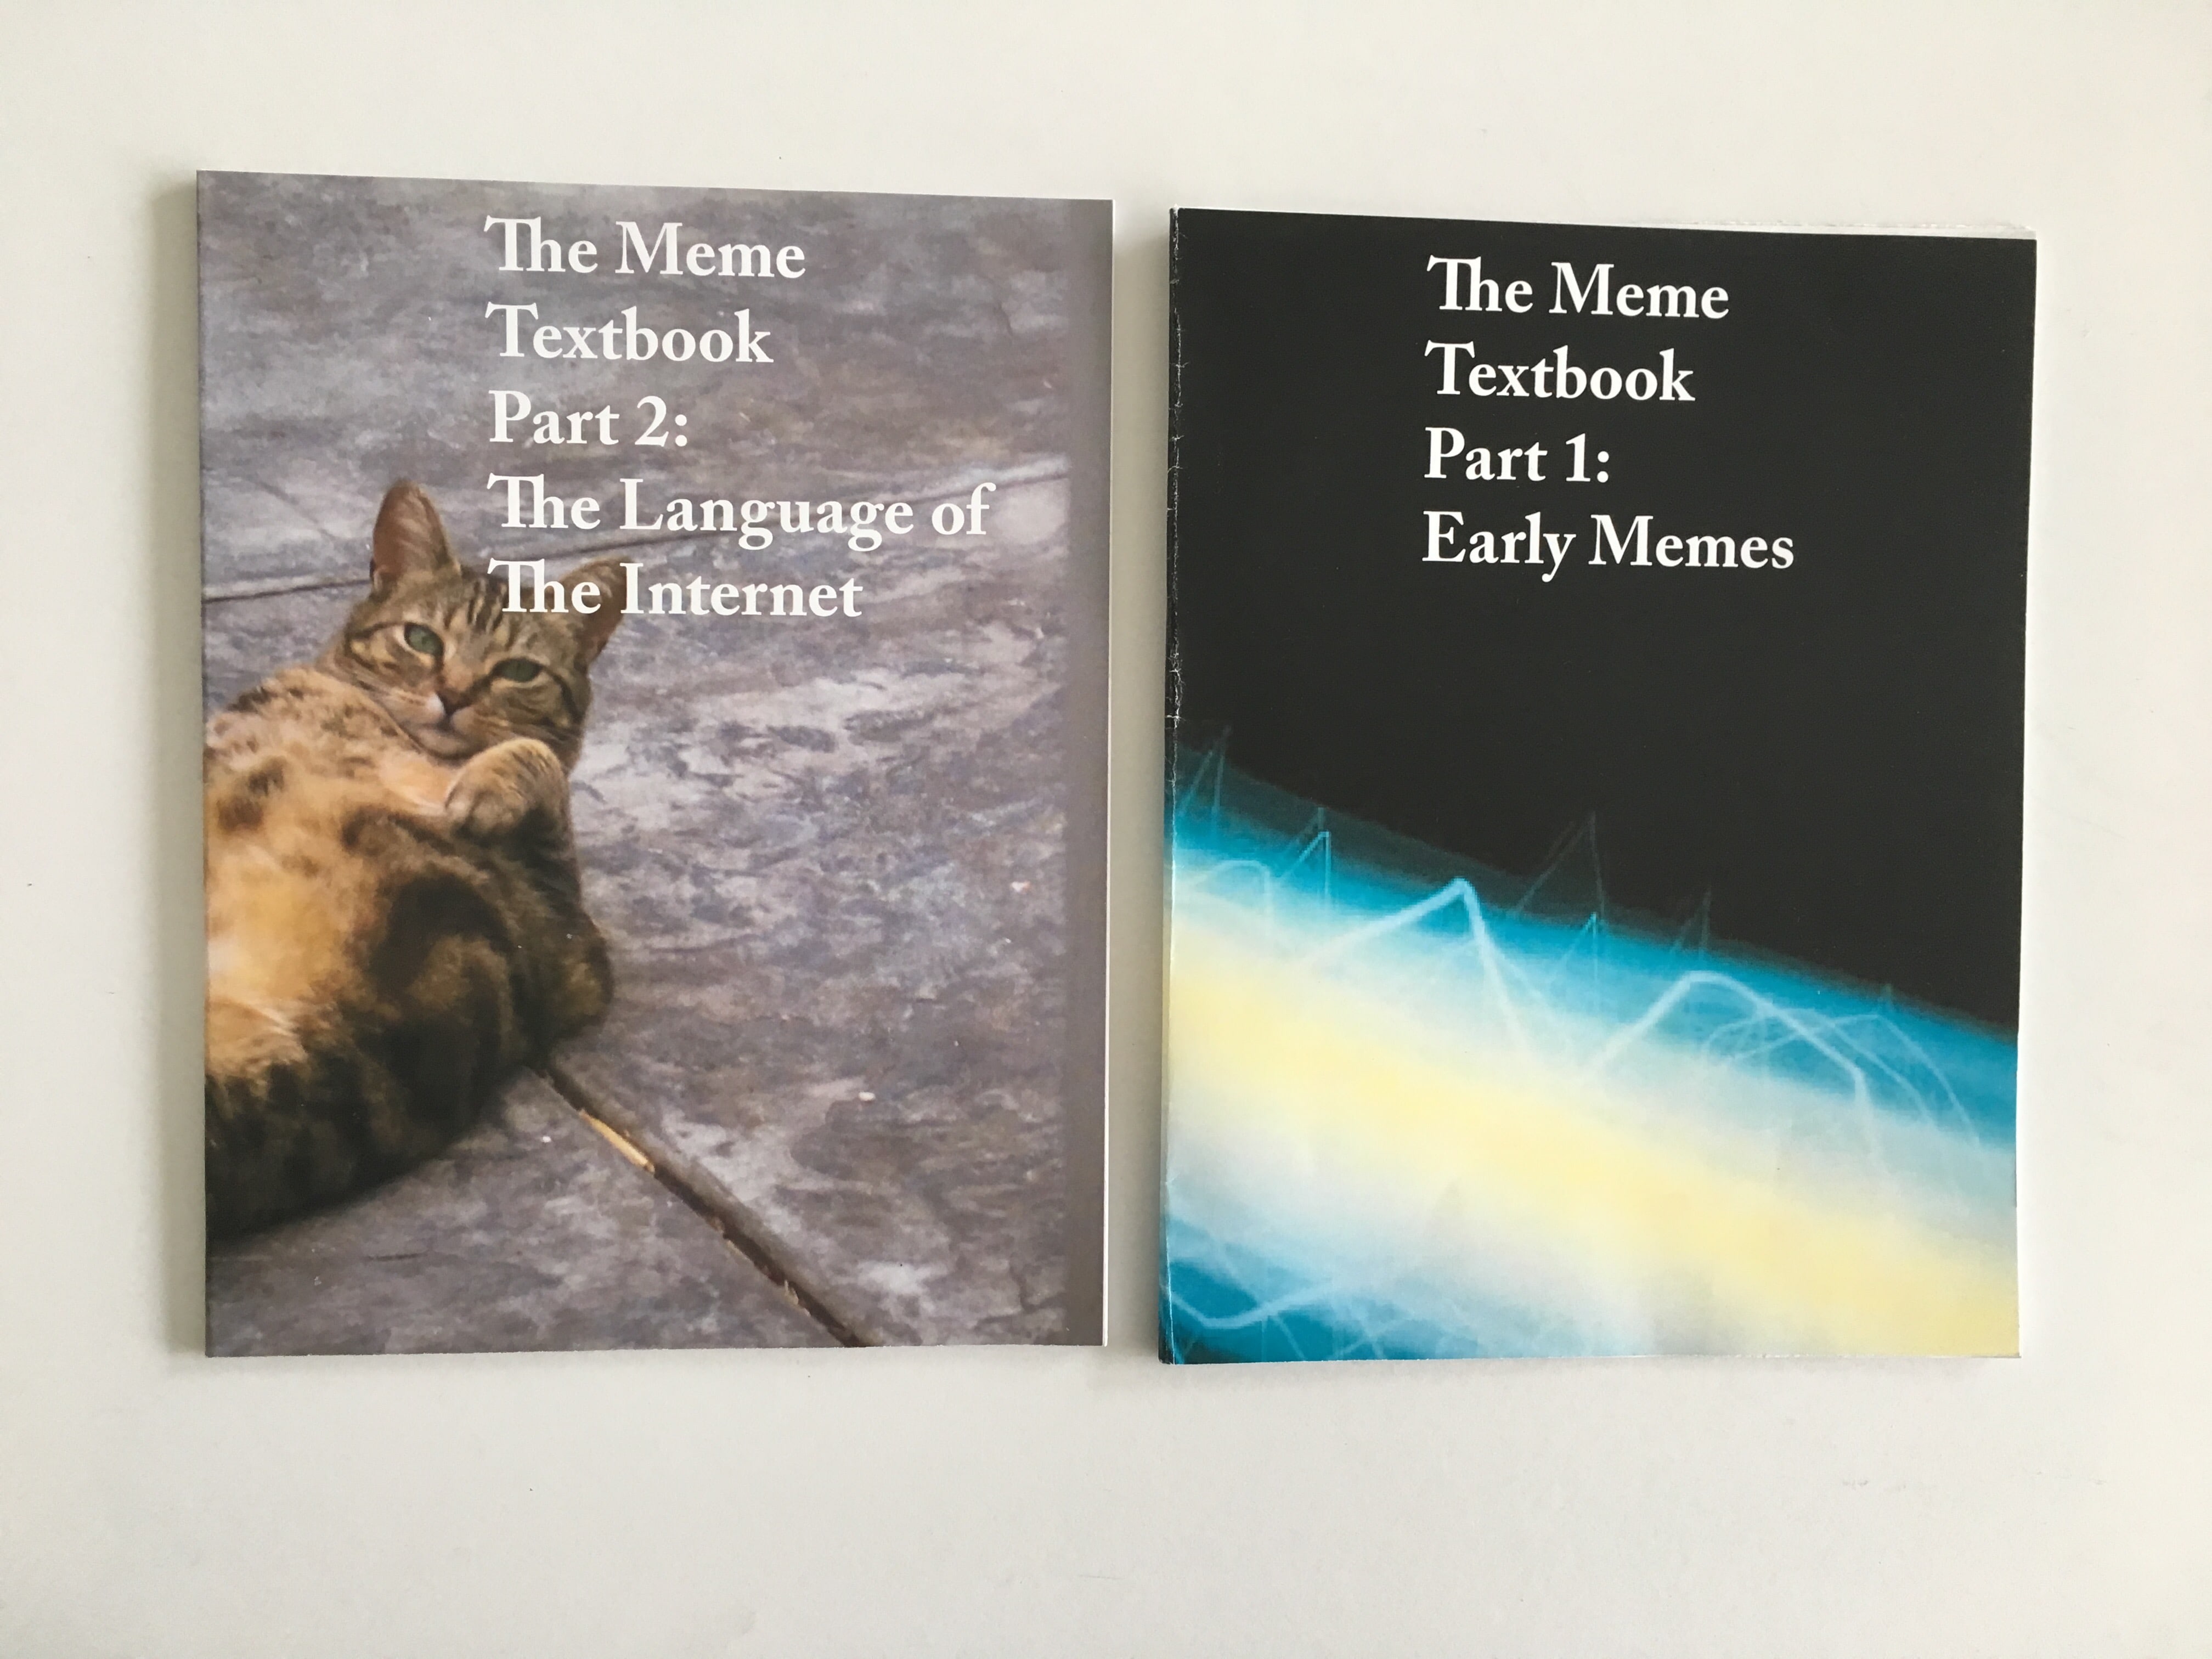 The Meme
Textbook
Part 2:
The Language of
The Internet
The Meme
Textbook
Part 1:
Early Memes